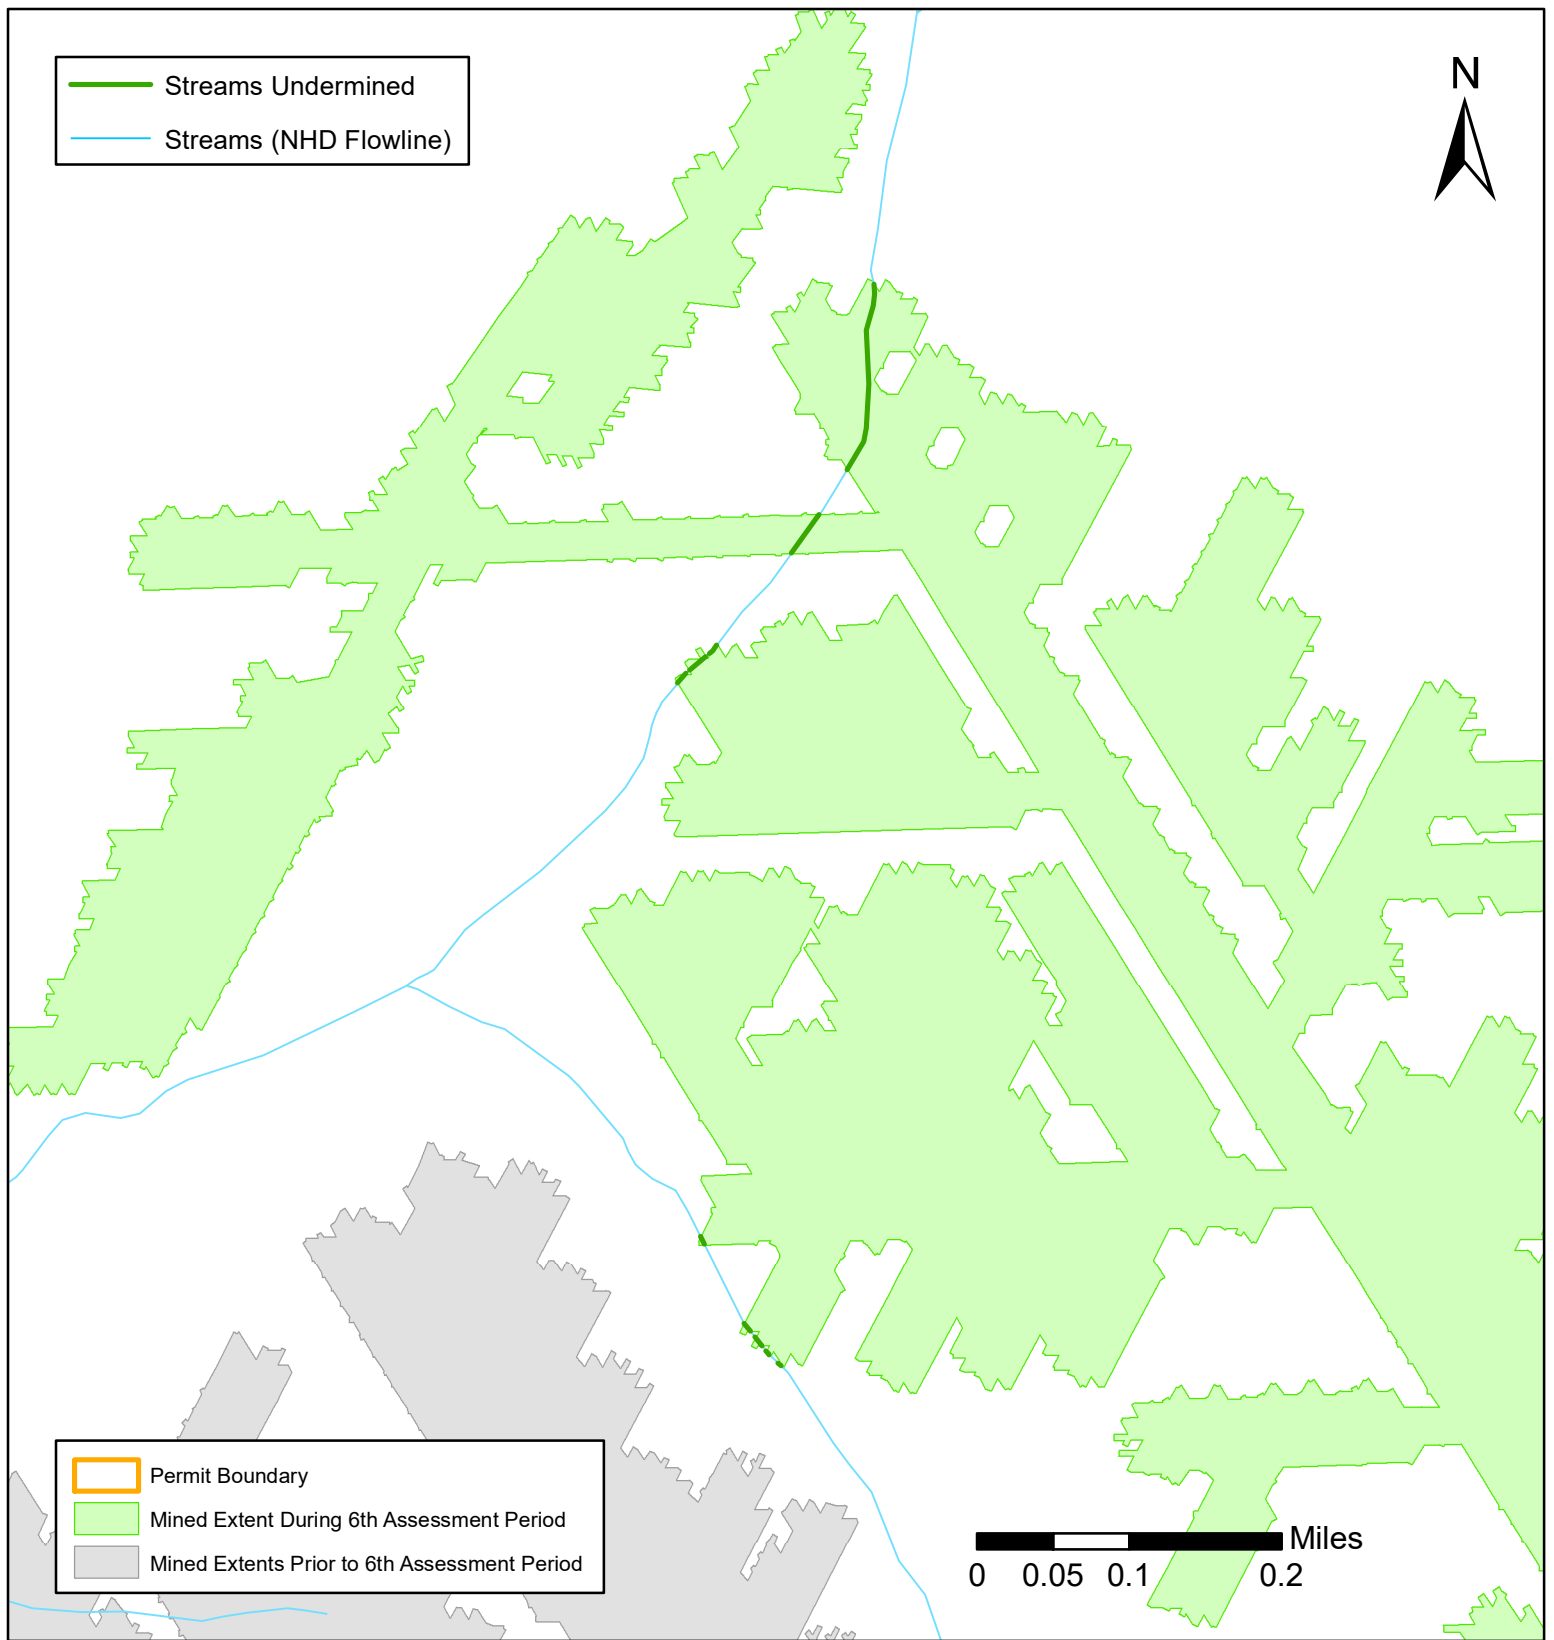 Streams Undermined
Streams (NHD Flowline)
N
Permit Boundary
Mined Extent During 6th Assessment Period
Mined Extents Prior to 6th Assessment Period
Miles
0 0.05 0.1 0.2